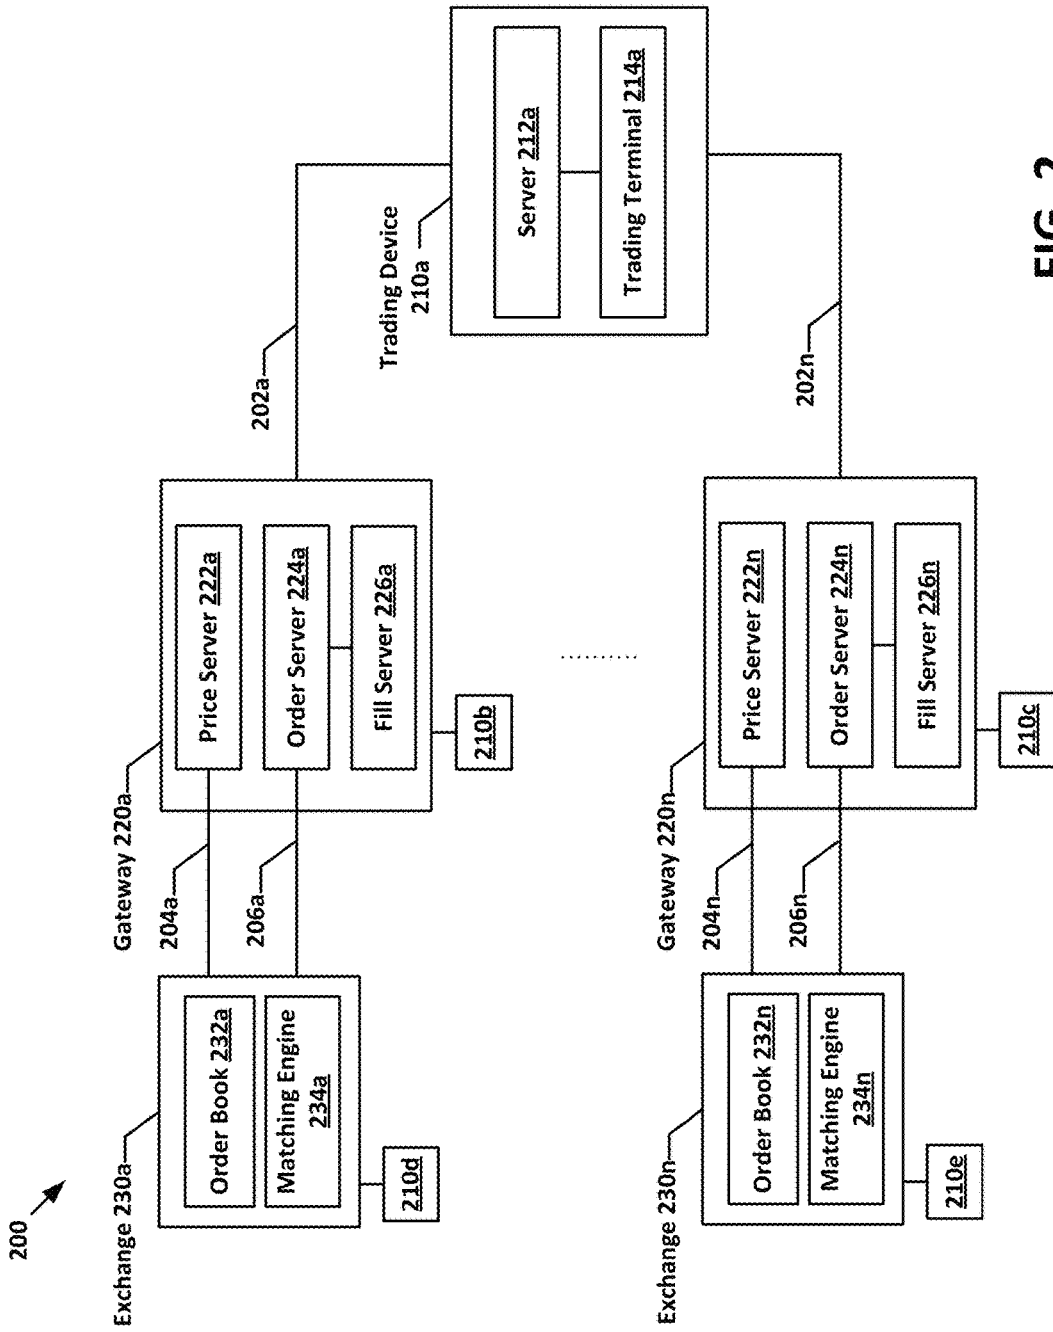 200
Exchange 230a
Order Book 232a
Matching Engine
234a
210d
204a
206a
Gateway 220a
Price Server 222a
Order Server 224a
Fill Server 226a
210b
202a
Trading Device
210a
Server 212a
Trading Terminal 214a
Exchange 230n
Order Book 232n
Matching Engine
234n
210e
204n
206n
Gateway 220n
Price Server 222n
Order Server 224n
Fill Server 226n
210c
202n
FIG. 2